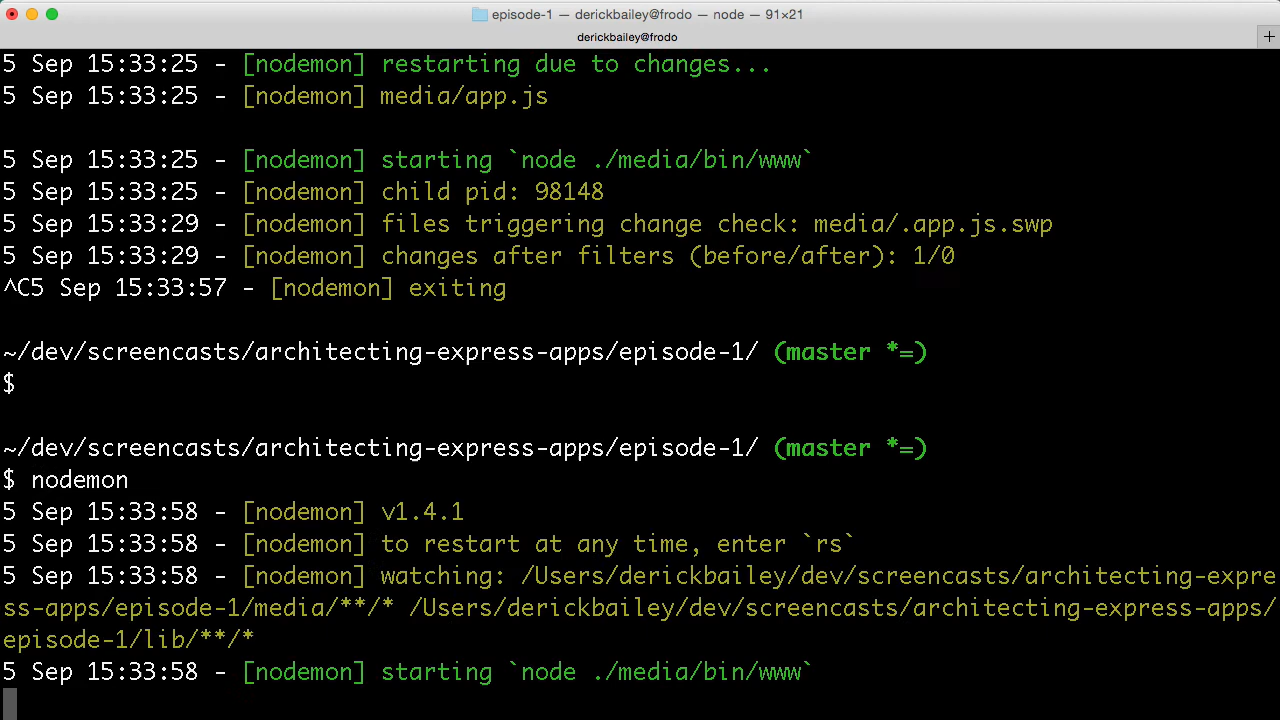 episode-1 — derickbailey@frodo — node — 91×21
derickbailey@frodo
5 Sep 15:33:25 - [nodemon] restarting due to changes...
5 Sep 15:33:25 - [nodemon] media/app.js
5 Sep 15:33:25 - [nodemon] starting `node ./media/bin/www`
5 Sep 15:33:25 - [nodemon] child pid: 98148
5 Sep 15:33:29 - [nodemon] files triggering change check: media/.app.js.swp
5 Sep 15:33:29 - [nodemon] changes after filters (before/after): 1/0
^C5 Sep 15:33:57 - [nodemon] exiting
~/dev/screencasts/architecting-express-apps/episode-1/ (master *=)
$
~/dev/screencasts/architecting-express-apps/episode-1/ (master *=)
$ nodemon
5 Sep 15:33:58 - [nodemon] v1.4.1
5 Sep 15:33:58 - [nodemon] to restart at any time, enter `rs`
5 Sep 15:33:58 - [nodemon] watching: /Users/derickbailey/dev/screencasts/architecting-expre
ss-apps/episode-1/media/**/* /Users/derickbailey/dev/screencasts/architecting-express-apps/
episode-1/lib/**/*
5 Sep 15:33:58 - [nodemon] starting `node ./media/bin/www`